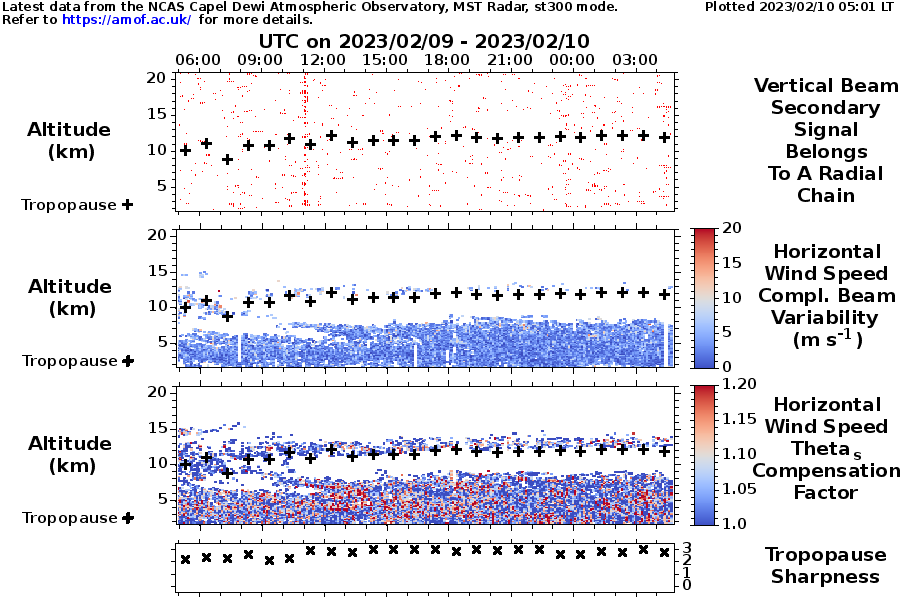 Latest data from the NCAS Capel Dewi Atmospheric Observatory, MST Radar, st300 mode.
Plotted 2023/02/10 05:01 LT
Refer to https://amof.ac.uk/ for more details.
UTC on 2023/02/09 - 2023/02/10
06:00 09:00 12:00 15:00 18:00 21:00 00:00 03:00
20
15
10
5
Altitude
(km)
Tropopause
Vertical Beam
Secondary
Signal
Belongs
To A Radial
Chain
20
15
10
5
Altitude
(km)
Tropopause
20
15
10
5
0
Horizontal
Wind Speed
Compl. Beam
Variability
(m s-1)
20
15
10
5
Altitude
(km)
Tropopause
1.20
1.15
1.10
1.05
1.0
Horizontal
Wind Speed
Theta s
Compensation
Factor
3
2
1
0
Tropopause
Sharpness